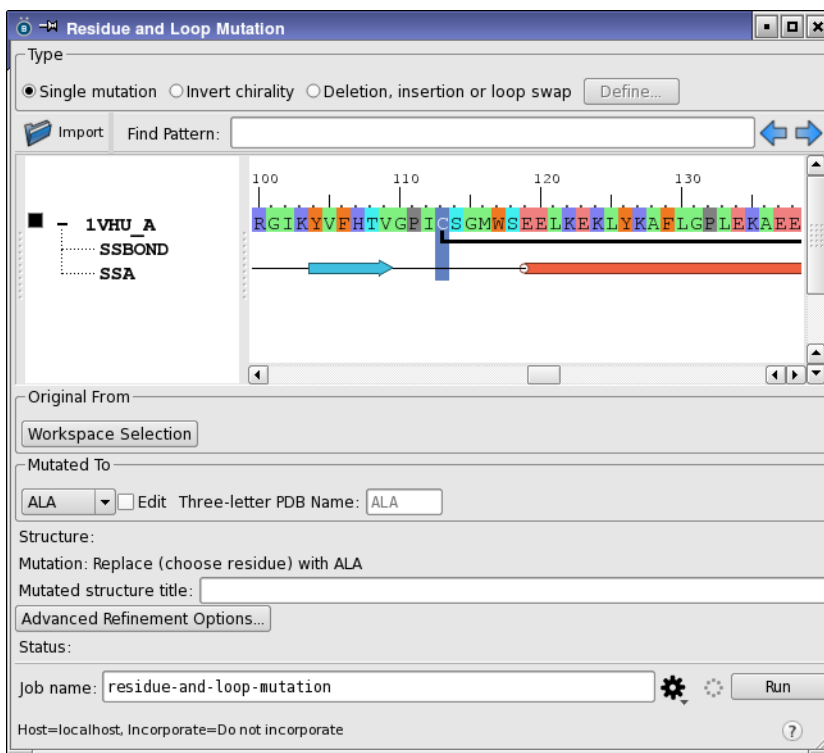 Residue and Loop Mutation
Type
Single mutation Invert chirality Deletion, insertion or loop swap Define...
Import Find Pattern:
100 110 120 130
1VHU_A RGIKYVFHTVGPICSGMWSEELKEKLYKAFLGPLEKAEE
SSBOND
SSA
Original From
Workspace Selection
Mutated To
ALA Edit Three-letter PDB Name: ALA
Structure:
Mutation: Replace (choose residue) with ALA
Mutated structure title:
Advanced Refinement Options...
Status:
Job name: residue-and-loop-mutation Run
Host=localhost, Incorporate=Do not incorporate ?